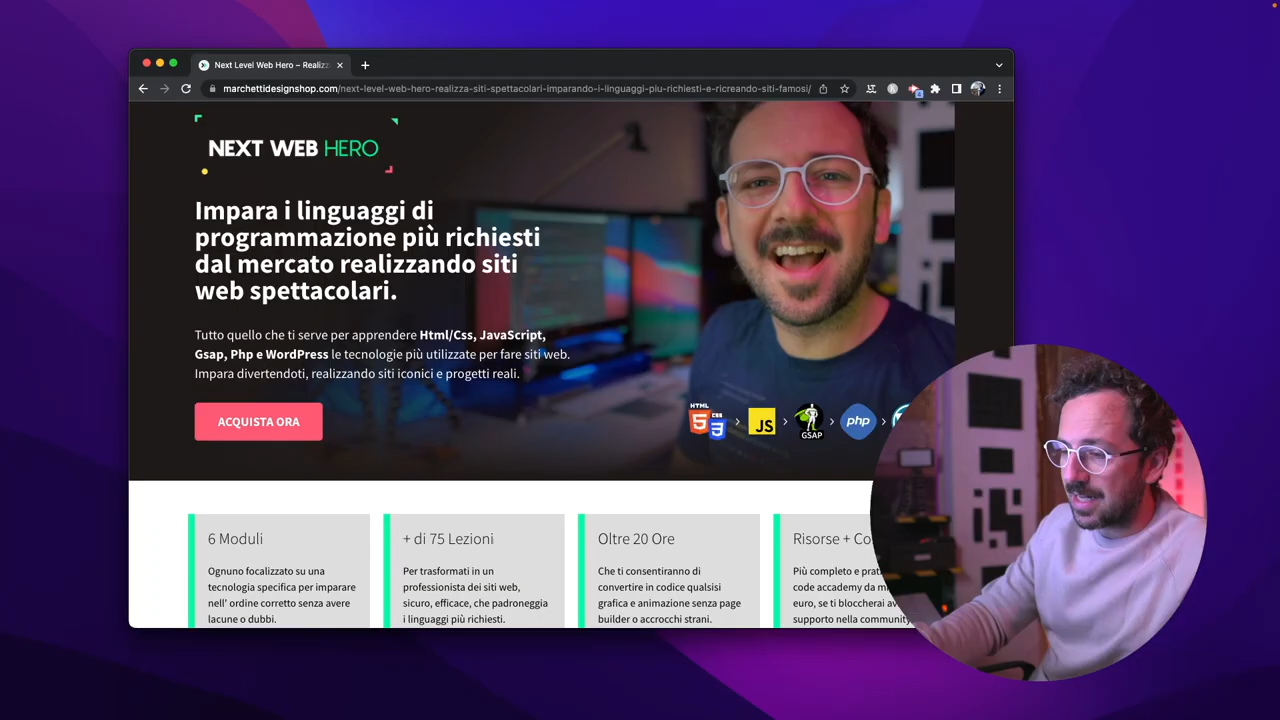 Next Level Web Hero – Realizz
marchettidesignshop.com/next-level-web-hero-realizza-siti-spettacolari-imparando-i-linguaggi-piu-richiesti-e-ricreando-siti-famosi/
NEXT WEB HERO
Impara i linguaggi di
programmazione più richiesti
dal mercato realizzando siti
web spettacolari.
Tutto quello che ti serve per apprendere Html/Css, JavaScript,
Gsap, Php e WordPress le tecnologie più utilizzate per fare siti web.
Impara divertendoti, realizzando siti iconici e progetti reali.
ACQUISTA ORA
HTML
5
CSS
3
JS
GSAP
php
6 Moduli
Ognuno focalizzato su una
tecnologia specifica per imparare
nell' ordine corretto senza avere
lacune o dubbi.
+ di 75 Lezioni
Per trasformati in un
professionista dei siti web,
sicuro, efficace, che padroneggia
i linguaggi più richiesti.
Oltre 20 Ore
Che ti consentiranno di
convertire in codice qualsiasi
grafica e animazione senza page
builder o accrocchi strani.
Risorse + Co
Più completo e prat
code accademy da m
euro, se ti bloccherai av
supporto nella community